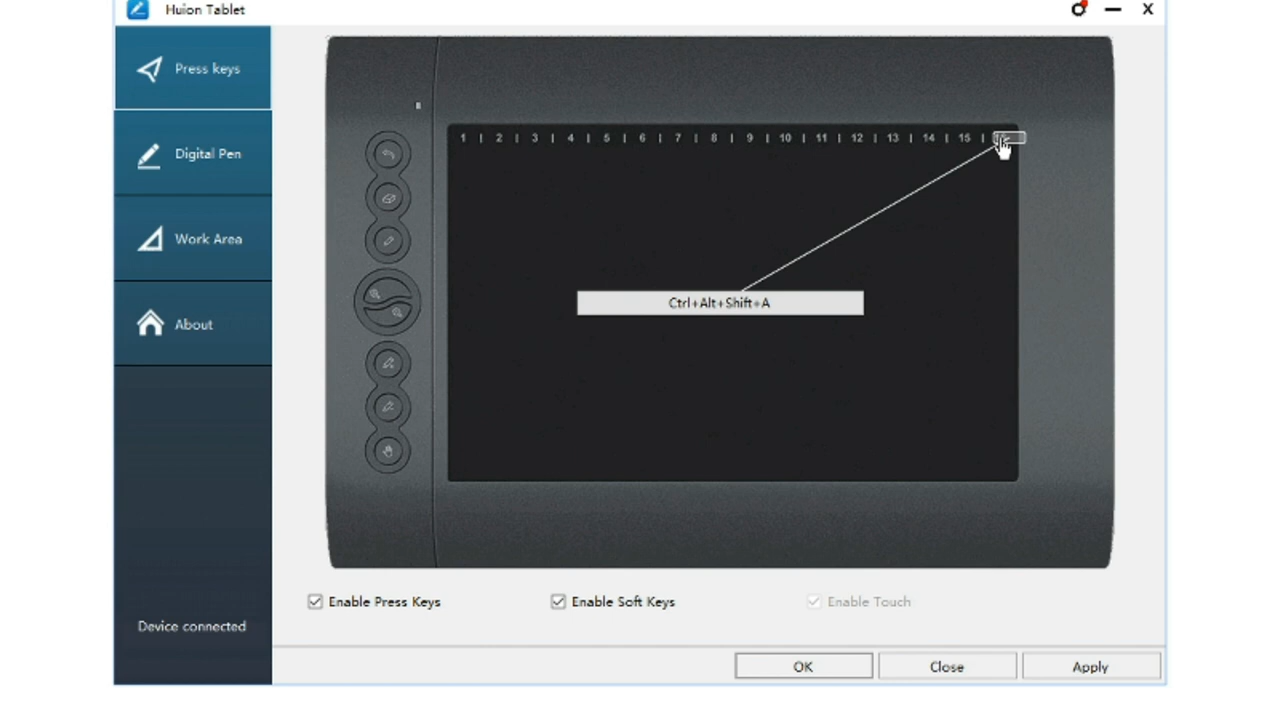 Huion Tablet
Press keys
Digital Pen
Work Area
About
Device connected
1 | 2 | 3 | 4 | 5 | 6 | 7 | 8 | 9 | 10 | 11 | 12 | 13 | 14 | 15 |
Ctrl+Alt+Shift+A
Enable Press Keys
Enable Soft Keys
Enable Touch
OK
Close
Apply